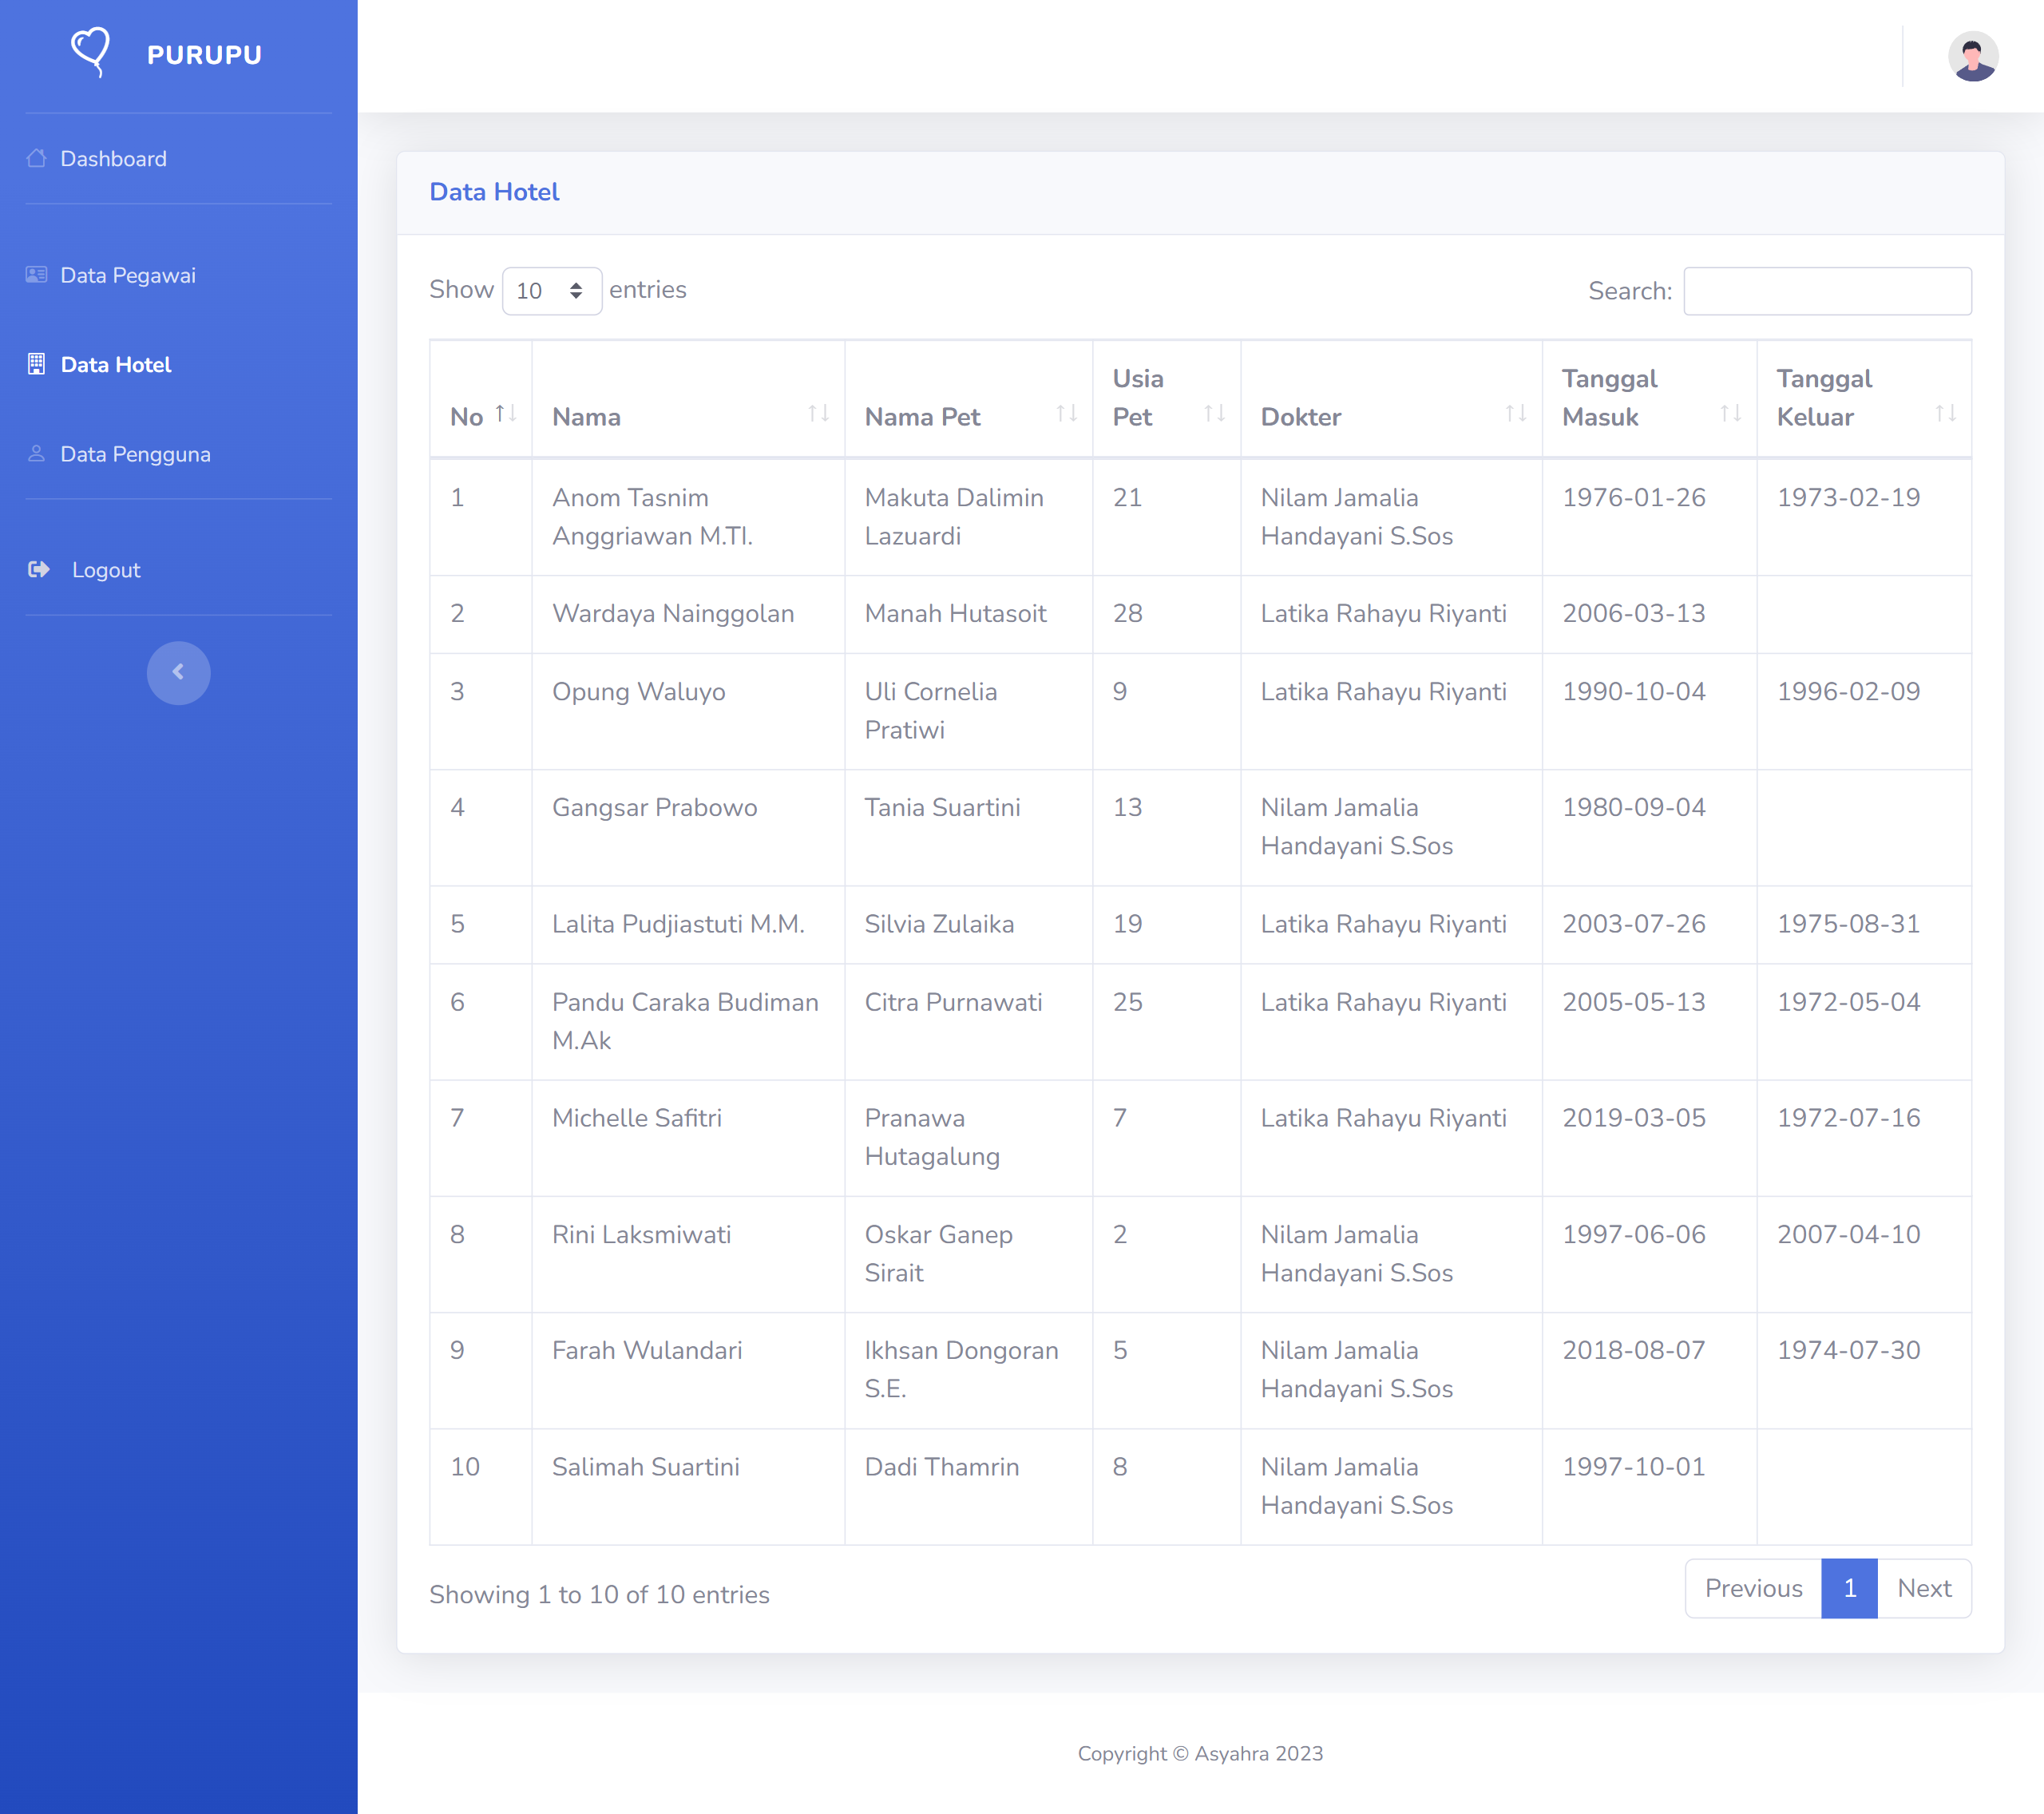 PURUPU
Dashboard
Data Pegawai
Data Hotel
Data Pengguna
Logout
Data Hotel
Show 10 entries
Search:
No Nama Nama Pet Usia Pet Dokter Tanggal Masuk Tanggal Keluar
1 Anom Tasnim Anggriawan M.TI. Makuta Dalimin Lazuardi 21 Nilam Jamalia Handayani S.Sos 1976-01-26 1973-02-19
2 Wardaya Nainggolan Manah Hutasoit 28 Latika Rahayu Riyanti 2006-03-13
3 Opung Waluyo Uli Cornelia Pratiwi 9 Latika Rahayu Riyanti 1990-10-04 1996-02-09
4 Gangsar Prabowo Tania Suartini 13 Nilam Jamalia Handayani S.Sos 1980-09-04
5 Lalita Pudjiastuti M.M. Silvia Zulaika 19 Latika Rahayu Riyanti 2003-07-26 1975-08-31
6 Pandu Caraka Budiman M.Ak Citra Purnawati 25 Latika Rahayu Riyanti 2005-05-13 1972-05-04
7 Michelle Safitri Pranawa Hutagalung 7 Latika Rahayu Riyanti 2019-03-05 1972-07-16
8 Rini Laksmiwati Oskar Ganep Sirait 2 Nilam Jamalia Handayani S.Sos 1997-06-06 2007-04-10
9 Farah Wulandari Ikhsan Dongoran S.E. 5 Nilam Jamalia Handayani S.Sos 2018-08-07 1974-07-30
10 Salimah Suartini Dadi Thamrin 8 Nilam Jamalia Handayani S.Sos 1997-10-01
Showing 1 to 10 of 10 entries
Previous 1 Next
Copyright © Asyahra 2023